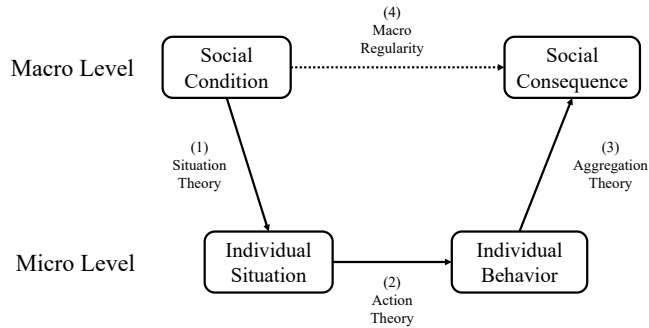 (4)
Macro
Regularity
Macro Level
Social
Condition
Social
Consequence
(1)
Situation
Theory
(3)
Aggregation
Theory
Micro Level
Individual
Situation
(2)
Action
Theory
Individual
Behavior